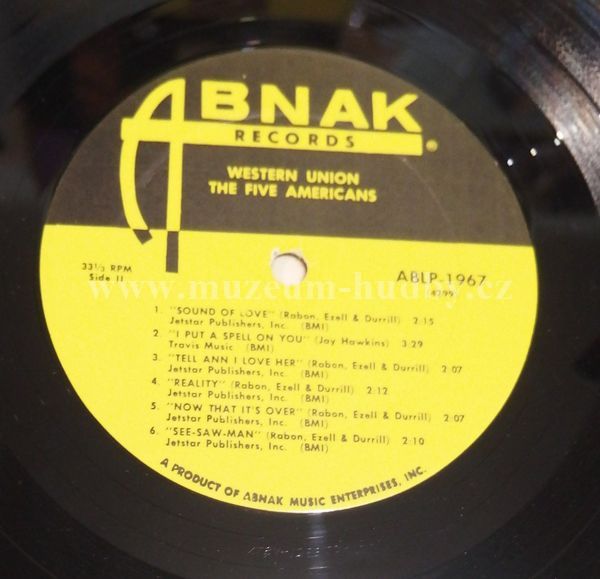 ABNAK
RECORDS ®
WESTERN UNION
THE FIVE AMERICANS
33⅓ RPM
Side II
ABLP-1967
www.muzeum-hudby.cz
1. "SOUND OF LOVE" (Rabon, Ezell & Durrill) 2:15
Jetstar Publishers, Inc. (BMI)
2. "I PUT A SPELL ON YOU" (Jay Hawkins) 3:29
Travis Music (BMI)
3. "TELL ANN I LOVE HER" (Rabon, Ezell & Durrill) 2:07
Jetstar Publishers, Inc. (BMI)
4. "REALITY" (Rabon, Ezell & Durrill) 2:12
Jetstar Publishers, Inc. (BMI)
5. "NOW THAT IT'S OVER" (Rabon, Ezell & Durrill) 2:07
Jetstar Publishers, Inc. (BMI)
6. "SEE-SAW-MAN" (Rabon, Ezell & Durrill) 2:10
Jetstar Publishers, Inc. (BMI)
A PRODUCT OF ABNAK MUSIC ENTERPRISES, INC.